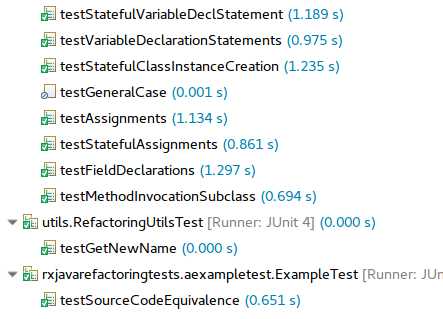 testStatefulVariableDeclStatement (1.189 s)
testVariableDeclarationStatements (0.975 s)
testStatefulClassInstanceCreation (1.235 s)
testGeneralCase (0.001 s)
testAssignments (1.134 s)
testStatefulAssignments (0.861 s)
testFieldDeclarations (1.297 s)
testMethodInvocationSubclass (0.694 s)
utils.RefactoringUtilsTest [Runner: JUnit 4] (0.000 s)
testGetNewName (0.000 s)
rxjavarefactoringtests.aexampletest.ExampleTest [Runner: JUn
testSourceCodeEquivalence (0.651 s)